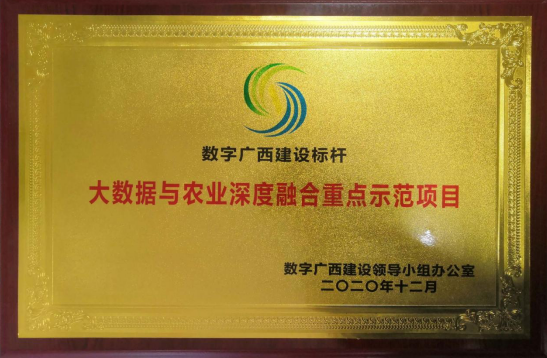 数字广西建设标杆
大数据与农业深度融合重点示范项目
数字广西建设领导小组办公室
二〇二〇年十二月